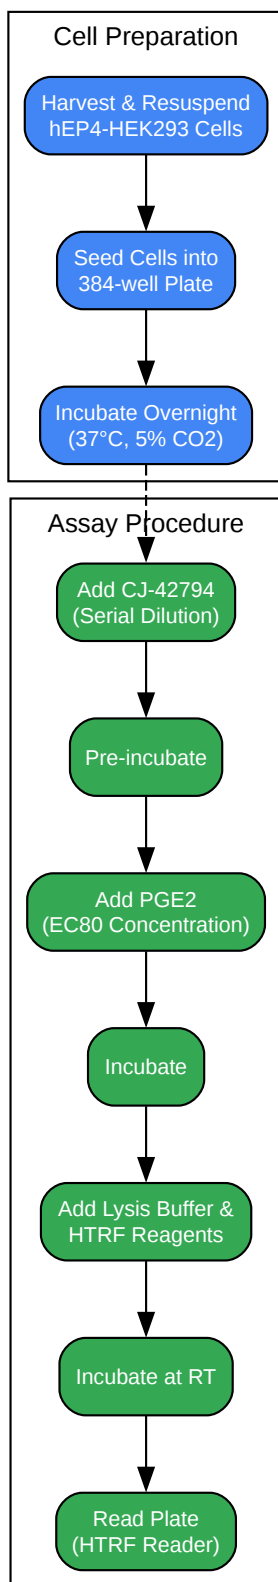 Cell Preparation
Harvest & Resuspend
hEP4-HEK293 Cells
Seed Cells into
384-well Plate
Incubate Overnight
(37°C, 5% CO2)
Assay Procedure
Add CJ-42794
(Serial Dilution)
Pre-incubate
Add PGE2
(EC80 Concentration)
Incubate
Add Lysis Buffer &
HTRF Reagents
Incubate at RT
Read Plate
(HTRF Reader)